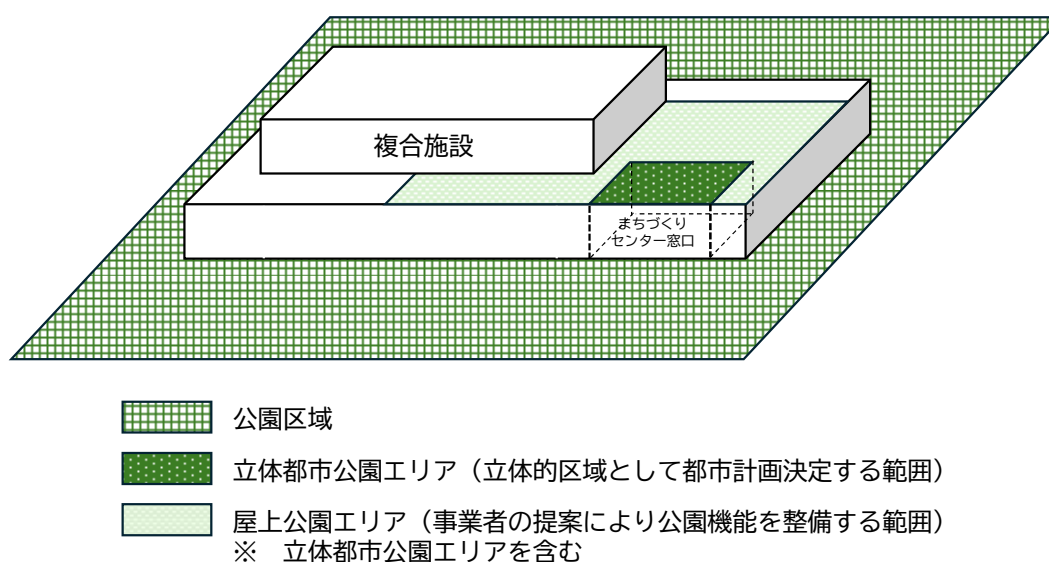 複合施設
まちづくり
センター窓口
公園区域
立体都市公園エリア（立体的区域として都市計画決定する範囲）
屋上公園エリア（事業者の提案により公園機能を整備する範囲）
※　立体都市公園エリアを含む